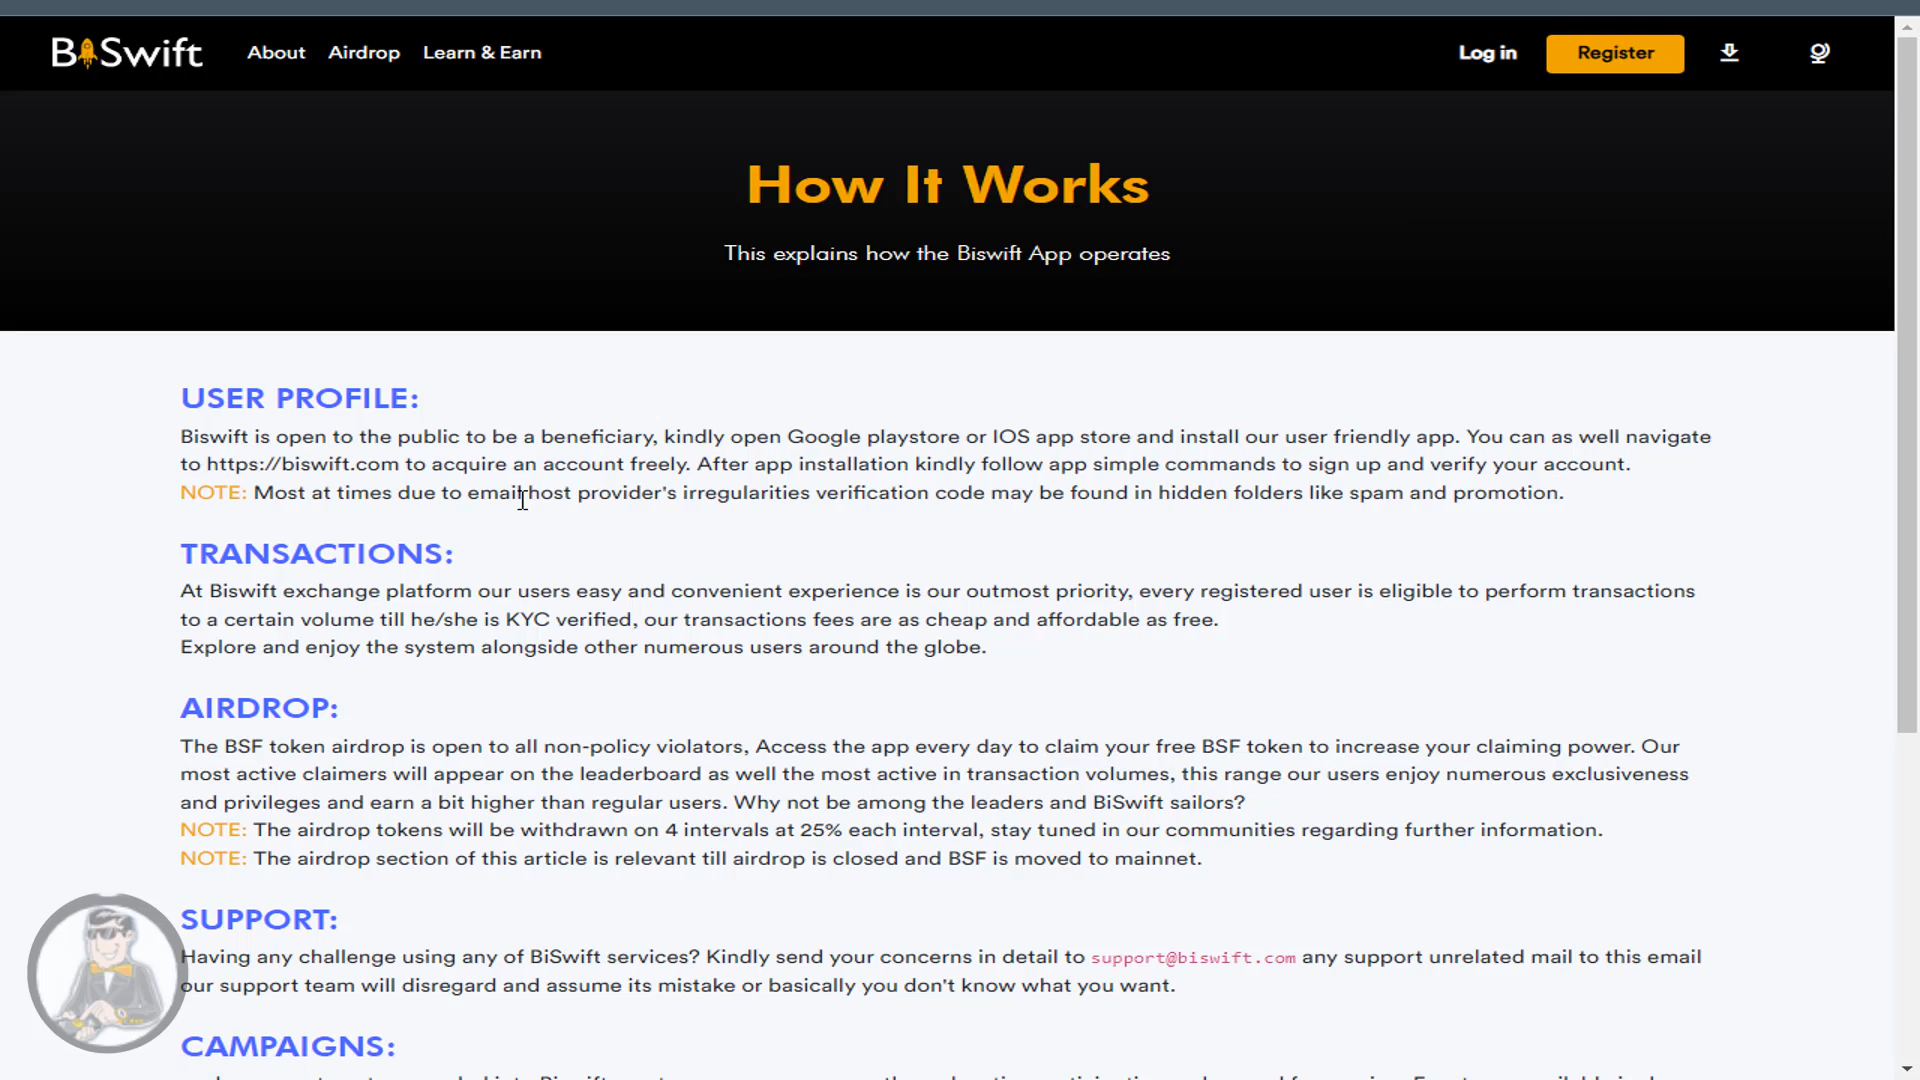 BiSwift About Airdrop Learn & Earn Log in Register
How It Works
This explains how the Biswift App operates
USER PROFILE:
Biswift is open to the public to be a beneficiary, kindly open Google playstore or IOS app store and install our user friendly app. You can as well navigate
to https://biswift.com to acquire an account freely. After app installation kindly follow app simple commands to sign up and verify your account.
NOTE: Most at times due to email host provider's irregularities verification code may be found in hidden folders like spam and promotion.
TRANSACTIONS:
At Biswift exchange platform our users easy and convenient experience is our outmost priority, every registered user is eligible to perform transactions
to a certain volume till he/she is KYC verified, our transactions fees are as cheap and affordable as free.
Explore and enjoy the system alongside other numerous users around the globe.
AIRDROP:
The BSF token airdrop is open to all non-policy violators, Access the app every day to claim your free BSF token to increase your claiming power. Our
most active claimers will appear on the leaderboard as well the most active in transaction volumes, this range our users enjoy numerous exclusiveness
and privileges and earn a bit higher than regular users. Why not be among the leaders and BiSwift sailors?
NOTE: The airdrop tokens will be withdrawn on 4 intervals at 25% each interval, stay tuned in our communities regarding further information.
NOTE: The airdrop section of this article is relevant till airdrop is closed and BSF is moved to mainnet.
SUPPORT:
Having any challenge using any of BiSwift services? Kindly send your concerns in detail to support@biswift.com any support unrelated mail to this email
our support team will disregard and assume its mistake or basically you don't know what you want.
CAMPAIGNS: